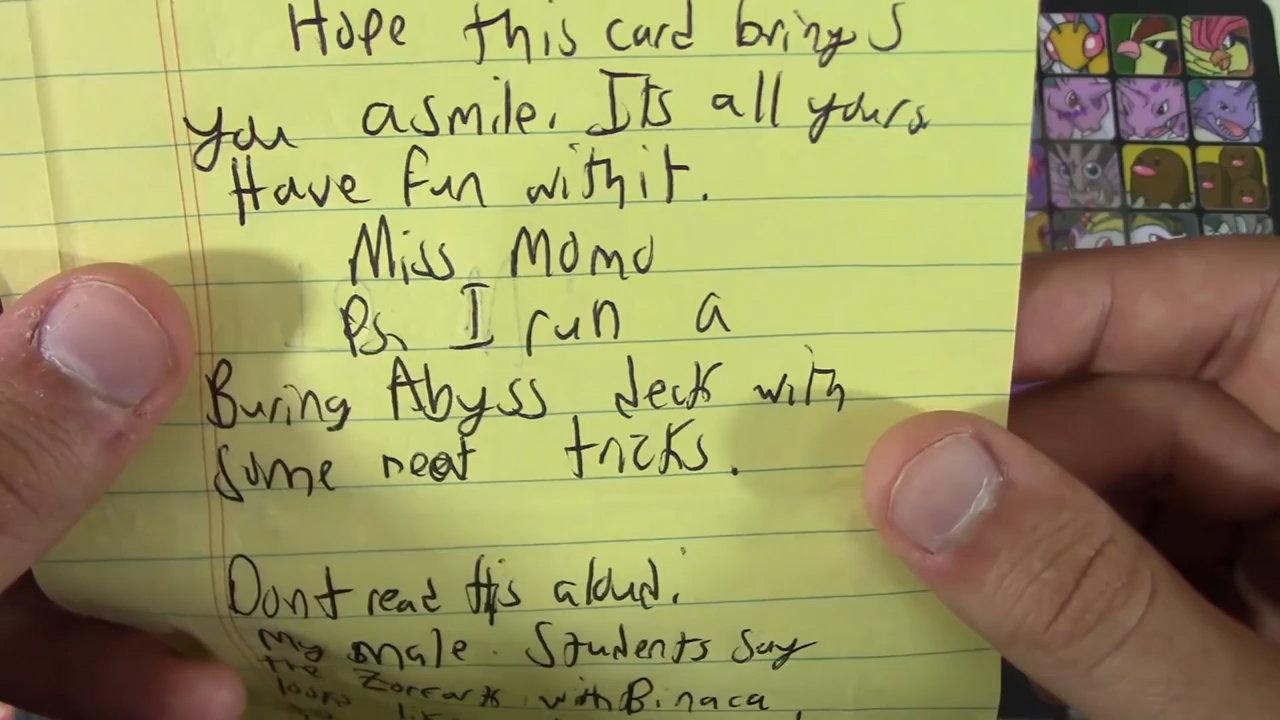 Hope this card brings
you a smile. Its all yours
Have fun with it.
Miss Momo
Ps. I run a
Buring Abyss deck with
some neat tricks.
Dont read this aloud.
My male Students Say
the with Binaca